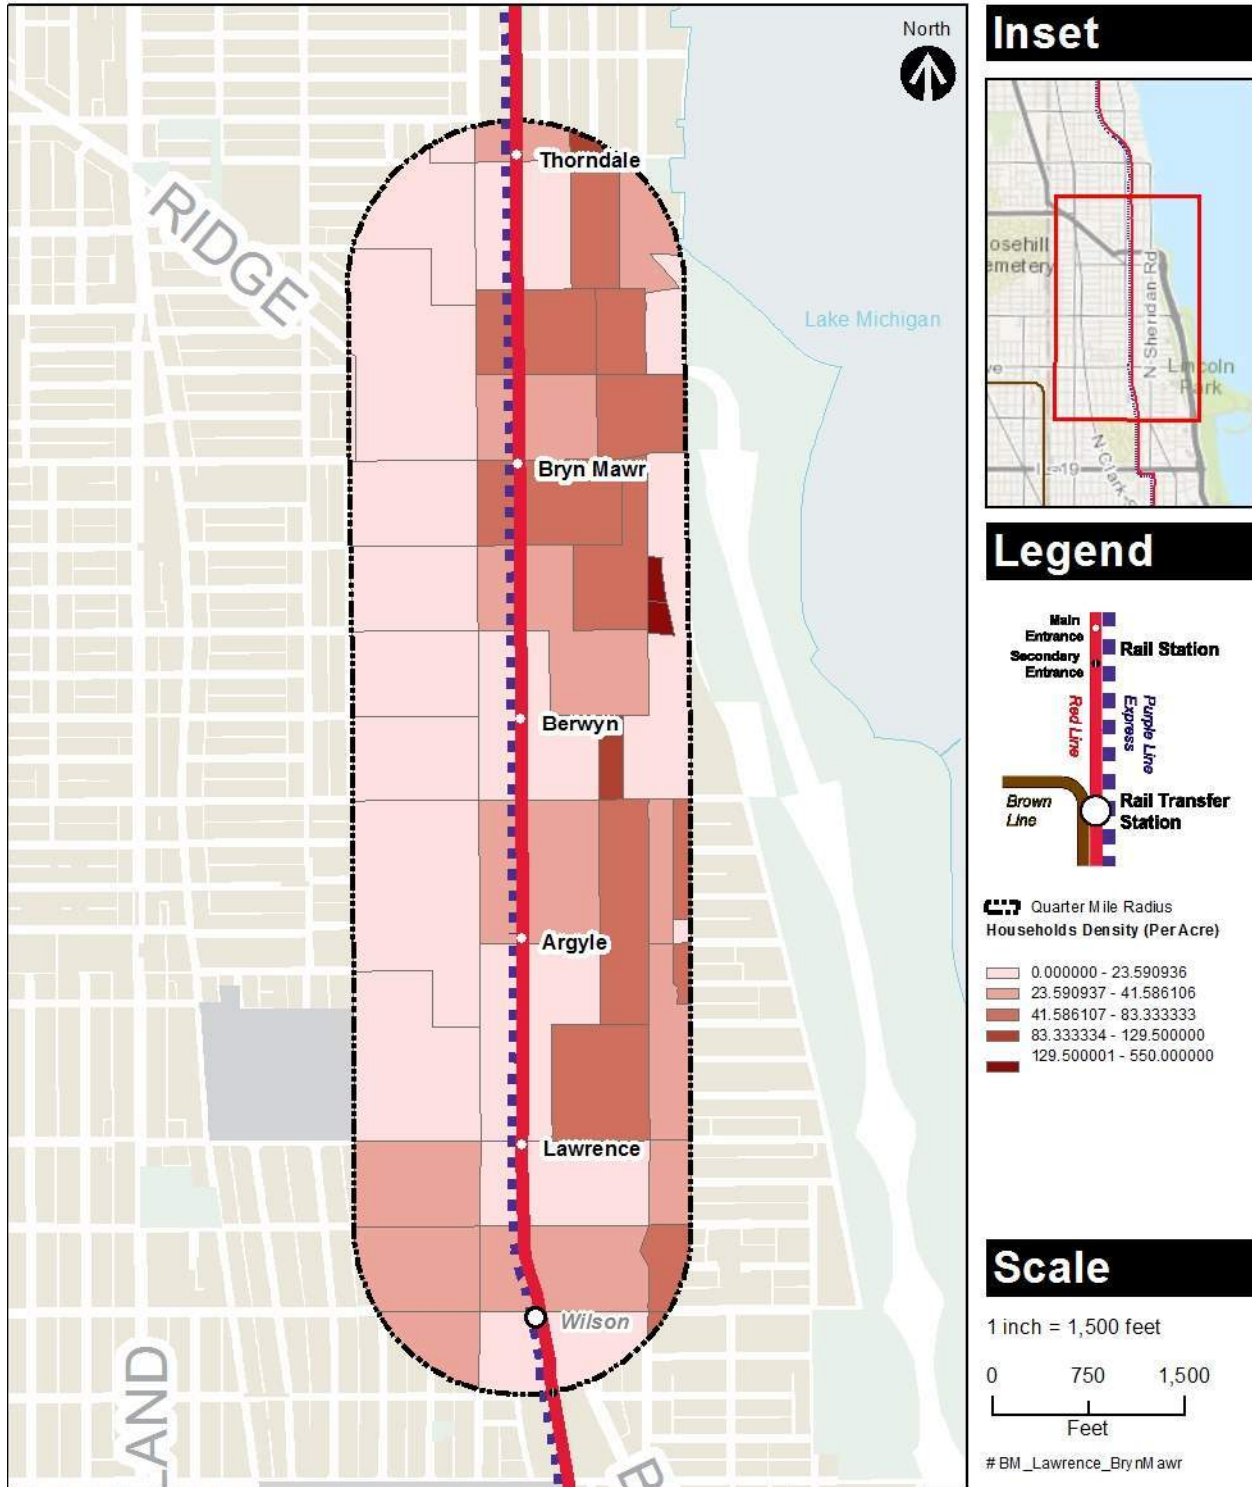 North
Thorndale
RIDGE
Lake Michigan
Bryn Mawr
Berwyn
Argyle
Lawrence
Wilson
LAND
B
Inset
osehill
emetery
N-Sheridan-Rd
ve
Lincoln
Park
19
N-Clark-S
Legend
Main
Entrance
Secondary
Entrance
Rail Station
Red Line
Purple Line
Express
Brown
Line
Rail Transfer
Station
Quarter Mile Radius
Households Density (Per Acre)
0.000000 - 23.590936
23.590937 - 41.586106
41.586107 - 83.333333
83.333334 - 129.500000
129.500001 - 550.000000
Scale
1 inch = 1,500 feet
0 750 1,500
Feet
# BM_Lawrence_BrynMawr